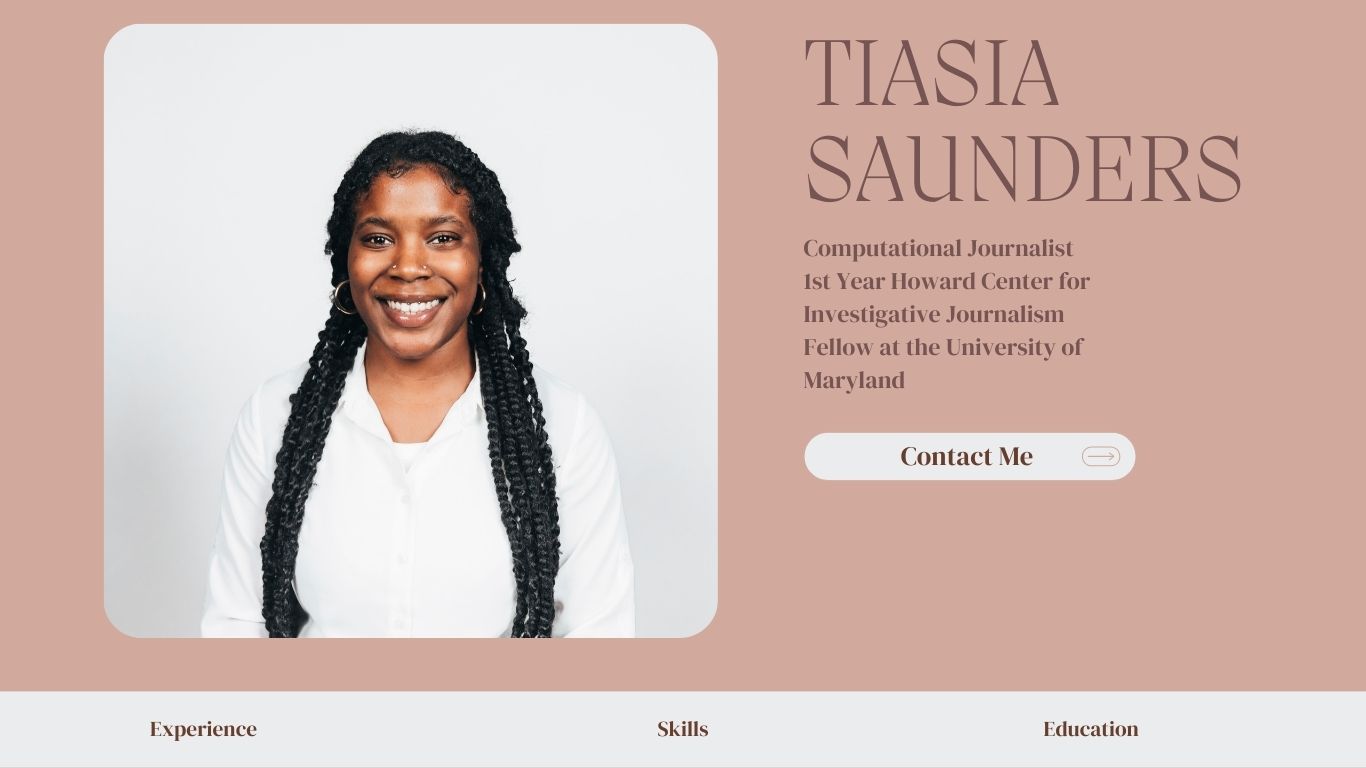 TIASIA
SAUNDERS
Computational Journalist
1st Year Howard Center for
Investigative Journalism
Fellow at the University of
Maryland
Contact Me
Experience
Skills
Education